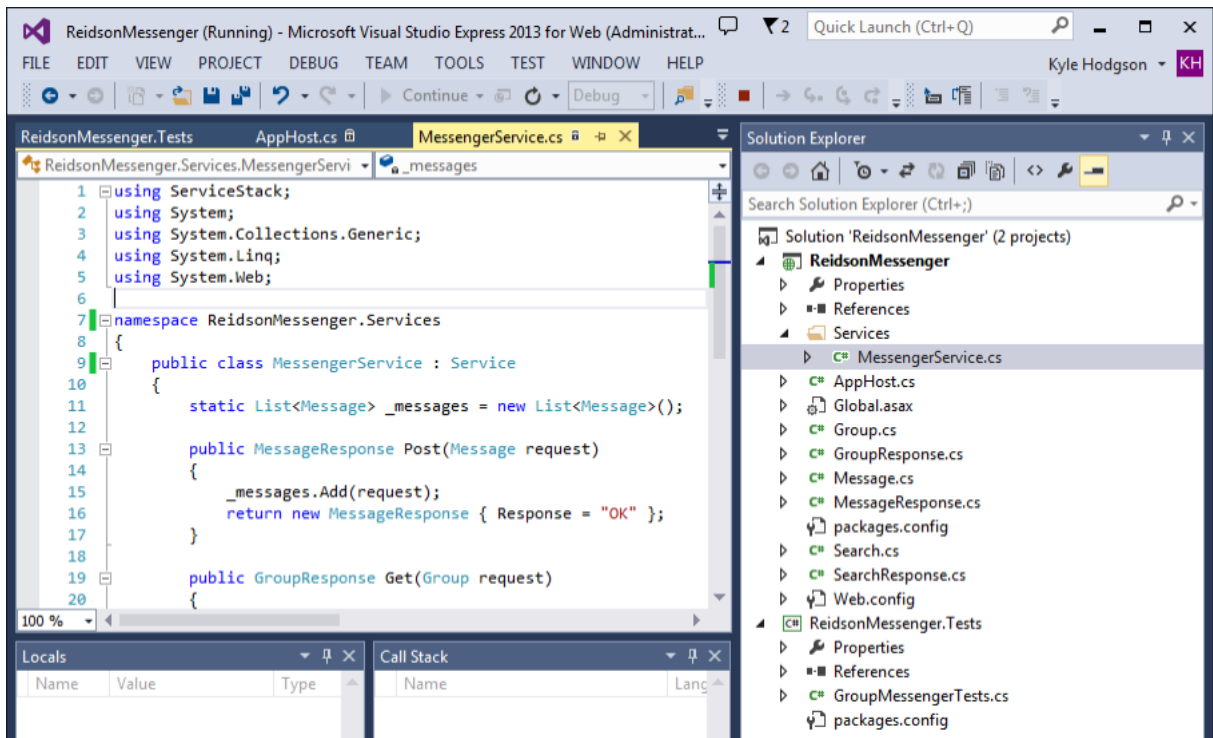 ReidsonMessenger (Running) - Microsoft Visual Studio Express 2013 for Web (Administrat... 2 Quick Launch (Ctrl+Q)
FILE EDIT VIEW PROJECT DEBUG TEAM TOOLS TEST WINDOW HELP Kyle Hodgson KH
Continue Debug
ReidsonMessenger.Tests AppHost.cs MessengerService.cs
ReidsonMessenger.Services.MessengerServi _messages
1 using ServiceStack;
2 using System;
3 using System.Collections.Generic;
4 using System.Linq;
5 using System.Web;
6
7 namespace ReidsonMessenger.Services
8 {
9 public class MessengerService : Service
10 {
11 static List<Message> _messages = new List<Message>();
12
13 public MessageResponse Post(Message request)
14 {
15 _messages.Add(request);
16 return new MessageResponse { Response = "OK" };
17 }
18
19 public GroupResponse Get(Group request)
20 {
100 %
Locals
Name Value Type
Call Stack
Name Lang
Solution Explorer
Search Solution Explorer (Ctrl+;)
Solution 'ReidsonMessenger' (2 projects)
ReidsonMessenger
Properties
References
Services
C# MessengerService.cs
C# AppHost.cs
Global.asax
C# Group.cs
C# GroupResponse.cs
C# Message.cs
C# MessageResponse.cs
packages.config
C# Search.cs
C# SearchResponse.cs
Web.config
C# ReidsonMessenger.Tests
Properties
References
C# GroupMessengerTests.cs
packages.config